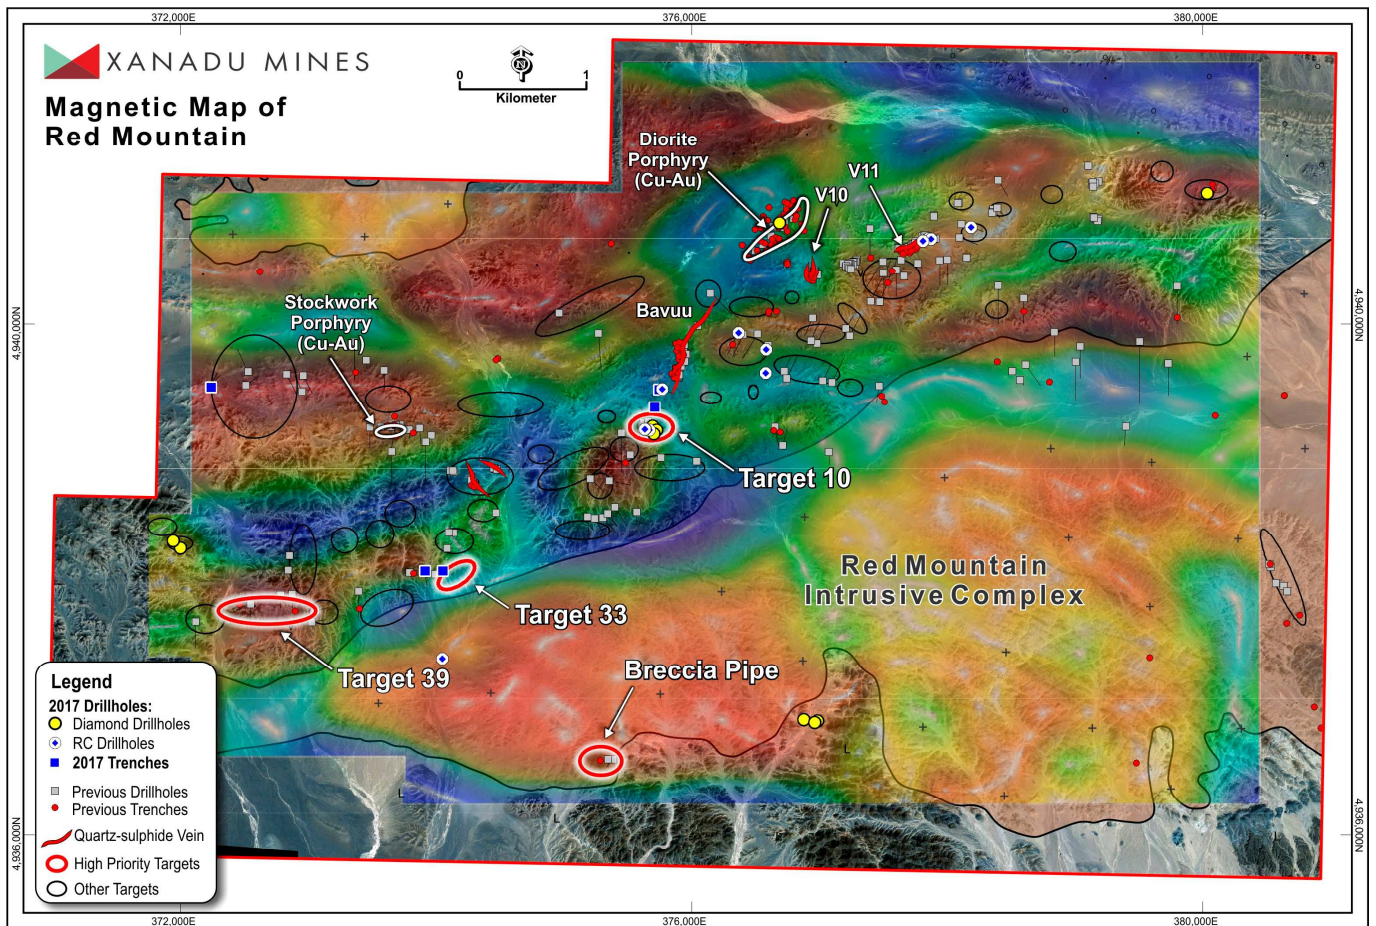 372,000E
376,000E
380,000E
XANADU MINES
Magnetic Map of
Red Mountain
N
0
1
Kilometer
Diorite
Porphyry
(Cu-Au)
V10
V11
Stockwork
Porphyry
(Cu-Au)
Bavuu
4,940,000N
4,940,000N
Target 10
Red Mountain
Intrusive Complex
Target 33
Target 39
Breccia Pipe
L
L
L
L
Legend
2017 Drillholes:
Diamond Drillholes
RC Drillholes
2017 Trenches
Previous Drillholes
Previous Trenches
Quartz-sulphide Vein
High Priority Targets
Other Targets
4,936,000N
4,936,000N
372,000E
376,000E
380,000E